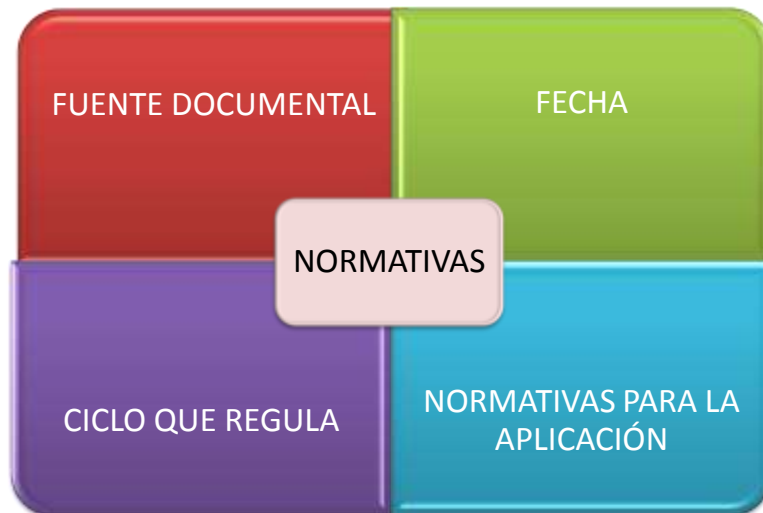 FUENTE DOCUMENTAL
FECHA
NORMATIVAS
CICLO QUE REGULA
NORMATIVAS PARA LA
APLICACIÓN